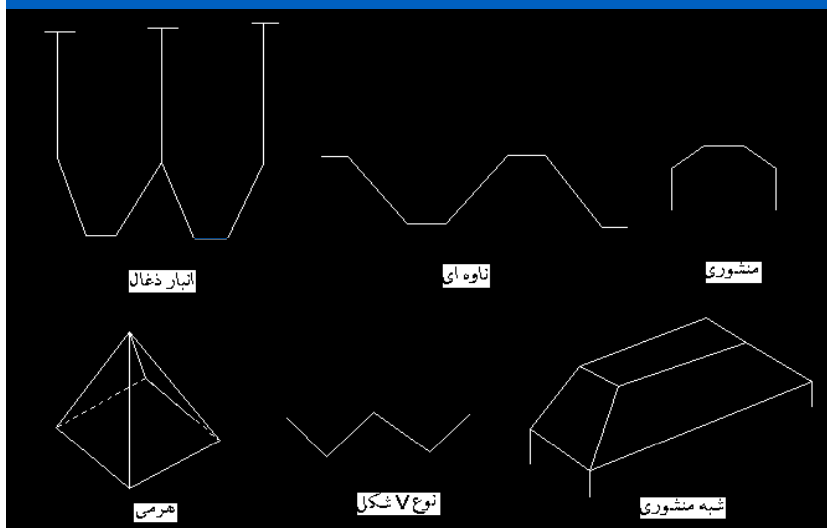 منشوری
ناوه ای
انبار ذغال
شبه منشوری
نوع V شکل
هرمی